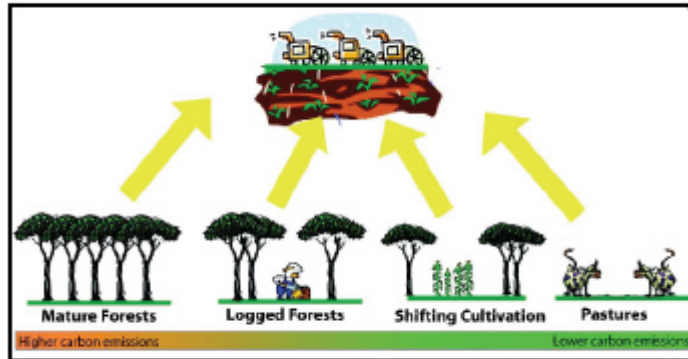 Mature Forests
Logged Forests
Shifting Cultivation
Pastures
Higher carbon emissions
Lower carbon emissions